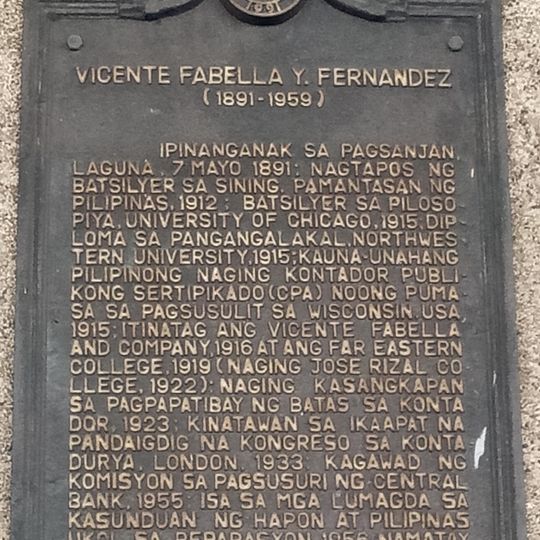 1991
VICENTE FABELLA Y. FERNANDEZ
(1891-1959)
IPINANGANAK SA PAGSANJAN,
LAGUNA, 7 MAYO 1891; NAGTAPOS NG
BATSILYER SA SINING, PAMANTASAN NG
PILIPINAS, 1912; BATSILYER SA PILOSO
PIYA, UNIVERSITY OF CHICAGO, 1915; DIP-
LOMA SA PANGANGALAKAL, NORTHWES-
TERN UNIVERSITY, 1915; KAUNA-UNAHANG
PILIPINONG NAGING KONTADOR PUBLI-
KONG SERTIPIKADO (CPA) NOONG PUMA-
SA SA PAGSUSULIT SA WISCONSIN, USA,
1915; ITINATAG ANG VICENTE FABELLA
AND COMPANY, 1916 AT ANG FAR EASTERN
COLLEGE, 1919 (NAGING JOSE RIZAL CO
LLEGE, 1922); NAGING KASANGKAPAN
SA PAGPAPATIBAY NG BATAS SA KONTA
DOR, 1923; KINATAWAN SA IKAAPAT NA
PANDAIGDIG NA KONGRESO SA KONTA
DURYA, LONDON, 1933. KAGAWAD NG
KOMISYON SA PAGSUSURI NG CENTRAL
BANK, 1955; ISA SA MGA LUMAGDA SA
KASUNDUAN NG HAPON AT PILIPINAS
UKOL SA REPARASYON 1956 NAMATAY